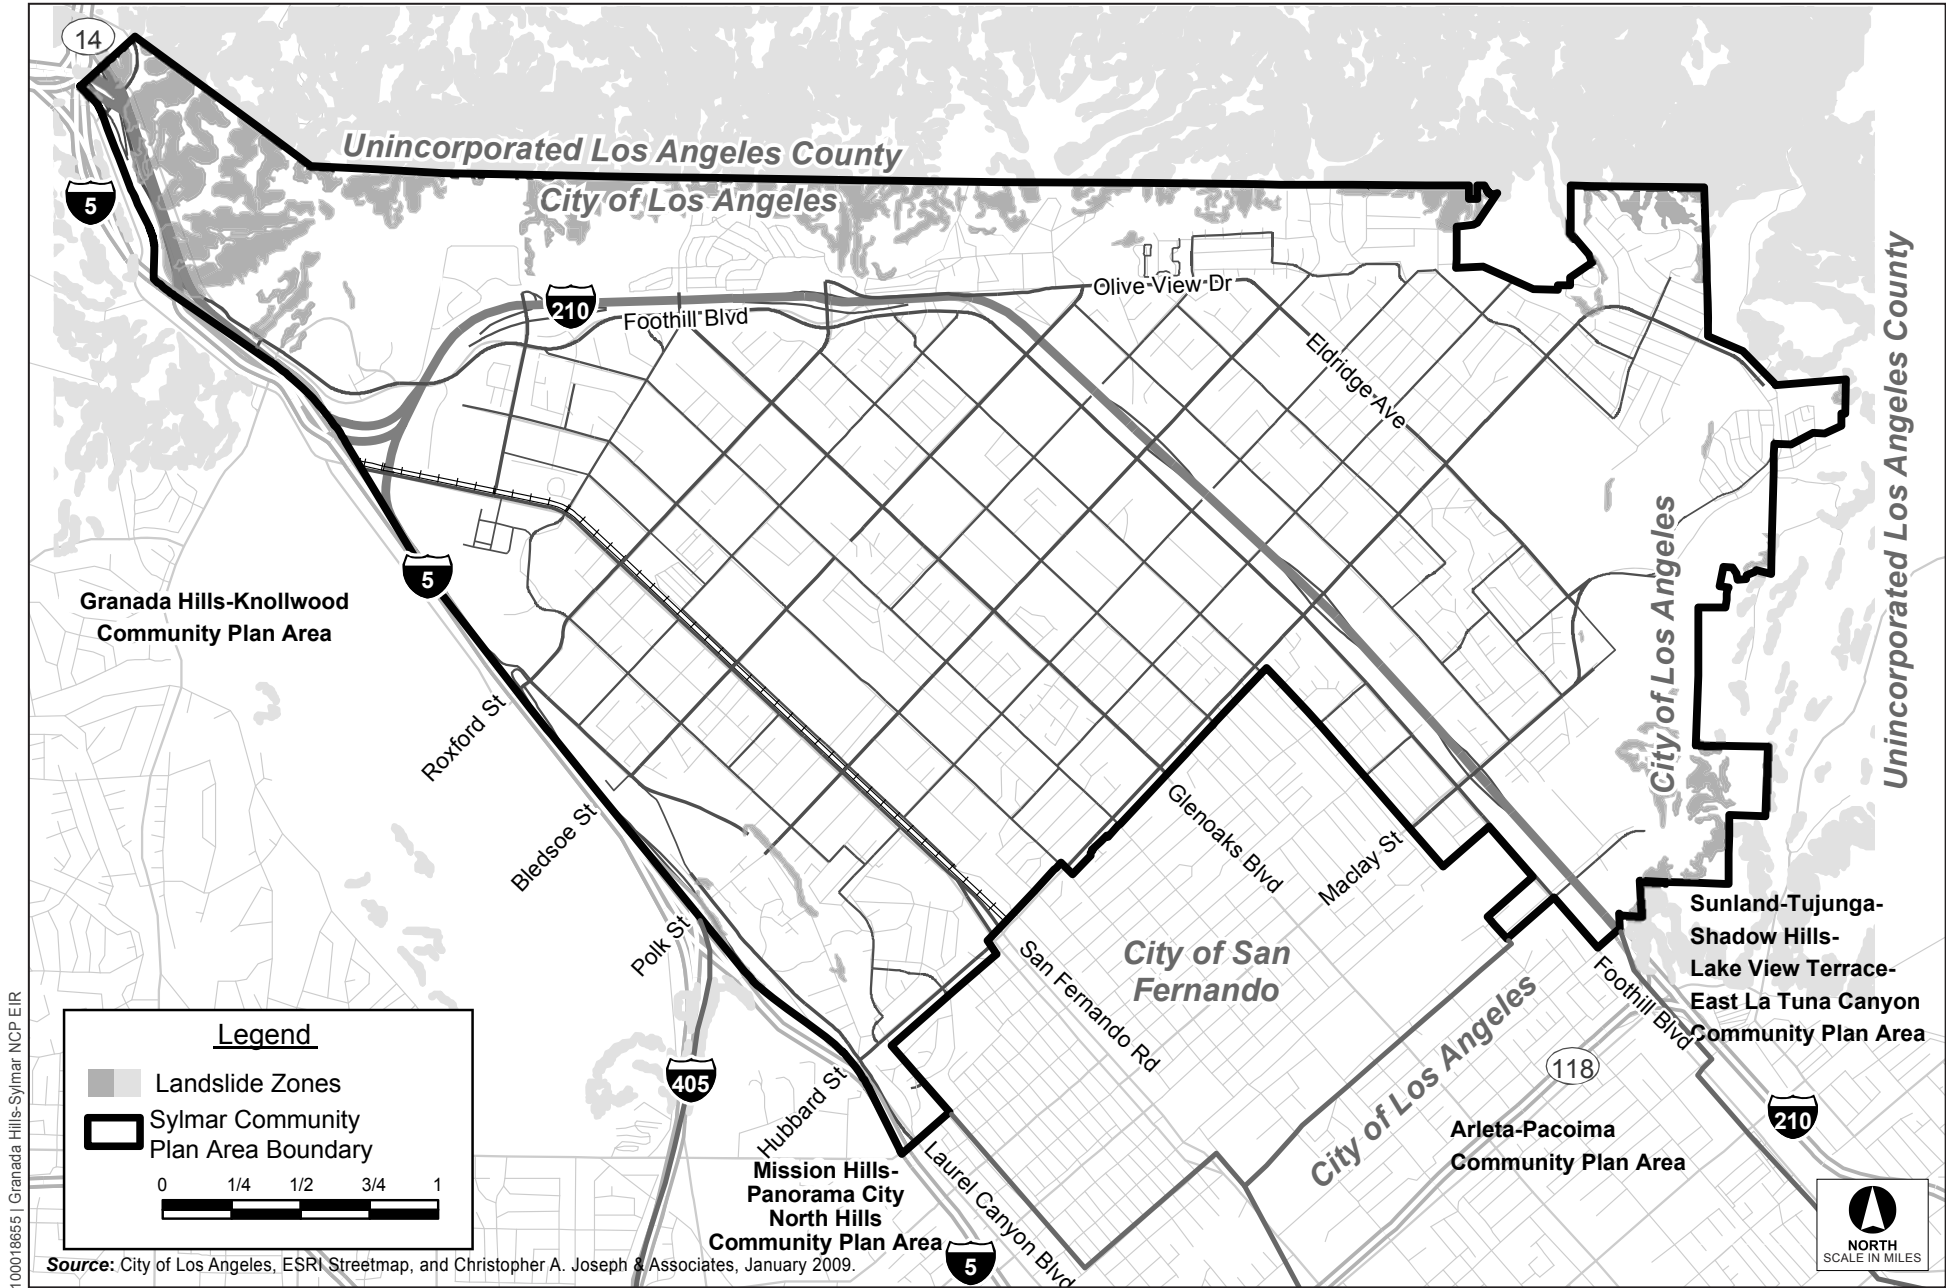 14
Unincorporated Los Angeles County
City of Los Angeles
5
210
Foothill Blvd
Olive View Dr
Eldridge Ave
Unincorporated Los Angeles County
City of Los Angeles
5
Granada Hills-Knollwood
Community Plan Area
Roxford St
Bledsoe St
Polk St
Hubbard St
405
Glenoaks Blvd
Maclay St
City of San
Fernando
San Fernando Rd
Laurel Canyon Blvd
City of Los Angeles
Foothill Blvd
118
210
5
Sunland-Tujunga-
Shadow Hills-
Lake View Terrace-
East La Tuna Canyon
Community Plan Area
Arleta-Pacoima
Community Plan Area
Mission Hills-
Panorama City
North Hills
Community Plan Area
Legend
Landslide Zones
Sylmar Community
Plan Area Boundary
0 1/4 1/2 3/4 1
NORTH
SCALE IN MILES
Source: City of Los Angeles, ESRI Streetmap, and Christopher A. Joseph & Associates, January 2009.
100018655 | Granada Hills-Sylmar NCP EIR